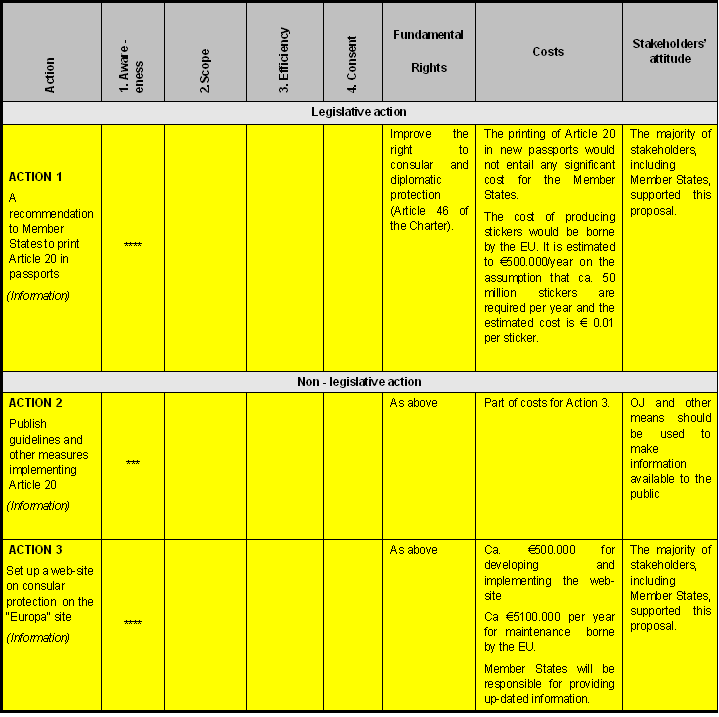 Action
1. Aware -
eness
2.Scope
3. Efficiency
4. Consent
Fundamental
Rights
Costs
Stakeholders'
attitude
Legislative action
ACTION 1
A
recommendation
to Member
States to print
Article 20 in
passports
(Information)
****
Improve the
right to
consular and
diplomatic
protection
(Article 46 of
the Charter).
The printing of Article 20
in new passports would
not entail any significant
cost for the Member
States.
The cost of producing
stickers would be borne
by the EU. It is estimated
to €500.000/year on the
assumption that ca. 50
million stickers are
required per year and the
estimated cost is € 0.01
per sticker.
The majority of
stakeholders,
including
Member States,
supported this
proposal.
Non - legislative action
ACTION 2
Publish
guidelines and
other measures
implementing
Article 20
(Information)
***
As above
Part of costs for Action 3.
OJ and other
means should
be used to
make
information
available to the
public
ACTION 3
Set up a web-site
on consular
protection on the
"Europa" site
(Information)
****
As above
Ca. €500.000 for
developing and
implementing the web-
site
Ca €5100.000 per year
for maintenance borne
by the EU.
Member States will be
responsible for providing
up-dated information.
The majority of
stakeholders,
including
Member States,
supported this
proposal.